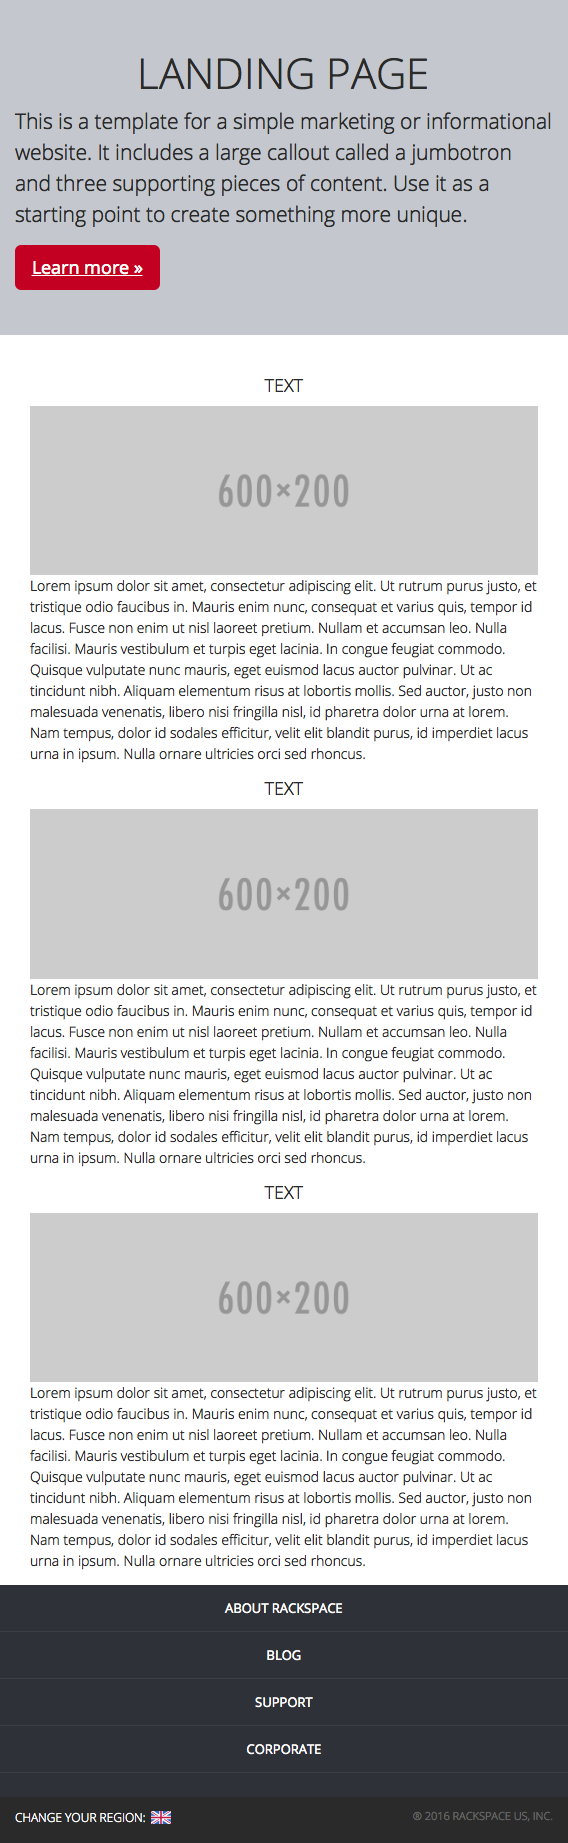 LANDING PAGE
This is a template for a simple marketing or informational
website. It includes a large callout called a jumbotron
and three supporting pieces of content. Use it as a
starting point to create something more unique.
Learn more »
TEXT
600×200
Lorem ipsum dolor sit amet, consectetur adipiscing elit. Ut rutrum purus justo, et
tristique odio faucibus in. Mauris enim nunc, consequat et varius quis, tempor id
lacus. Fusce non enim ut nisl laoreet pretium. Nullam et accumsan leo. Nulla
facilisi. Mauris vestibulum et turpis eget lacinia. In congue feugiat commodo.
Quisque vulputate nunc mauris, eget euismod lacus auctor pulvinar. Ut ac
tincidunt nibh. Aliquam elementum risus at lobortis mollis. Sed auctor, justo non
malesuada venenatis, libero nisi fringilla nisl, id pharetra dolor urna at lorem.
Nam tempus, dolor id sodales efficitur, velit elit blandit purus, id imperdiet lacus
urna in ipsum. Nulla ornare ultricies orci sed rhoncus.
TEXT
600×200
Lorem ipsum dolor sit amet, consectetur adipiscing elit. Ut rutrum purus justo, et
tristique odio faucibus in. Mauris enim nunc, consequat et varius quis, tempor id
lacus. Fusce non enim ut nisl laoreet pretium. Nullam et accumsan leo. Nulla
facilisi. Mauris vestibulum et turpis eget lacinia. In congue feugiat commodo.
Quisque vulputate nunc mauris, eget euismod lacus auctor pulvinar. Ut ac
tincidunt nibh. Aliquam elementum risus at lobortis mollis. Sed auctor, justo non
malesuada venenatis, libero nisi fringilla nisl, id pharetra dolor urna at lorem.
Nam tempus, dolor id sodales efficitur, velit elit blandit purus, id imperdiet lacus
urna in ipsum. Nulla ornare ultricies orci sed rhoncus.
TEXT
600×200
Lorem ipsum dolor sit amet, consectetur adipiscing elit. Ut rutrum purus justo, et
tristique odio faucibus in. Mauris enim nunc, consequat et varius quis, tempor id
lacus. Fusce non enim ut nisl laoreet pretium. Nullam et accumsan leo. Nulla
facilisi. Mauris vestibulum et turpis eget lacinia. In congue feugiat commodo.
Quisque vulputate nunc mauris, eget euismod lacus auctor pulvinar. Ut ac
tincidunt nibh. Aliquam elementum risus at lobortis mollis. Sed auctor, justo non
malesuada venenatis, libero nisi fringilla nisl, id pharetra dolor urna at lorem.
Nam tempus, dolor id sodales efficitur, velit elit blandit purus, id imperdiet lacus
urna in ipsum. Nulla ornare ultricies orci sed rhoncus.
ABOUT RACKSPACE
BLOG
SUPPORT
CORPORATE
CHANGE YOUR REGION:
® 2016 RACKSPACE US, INC.